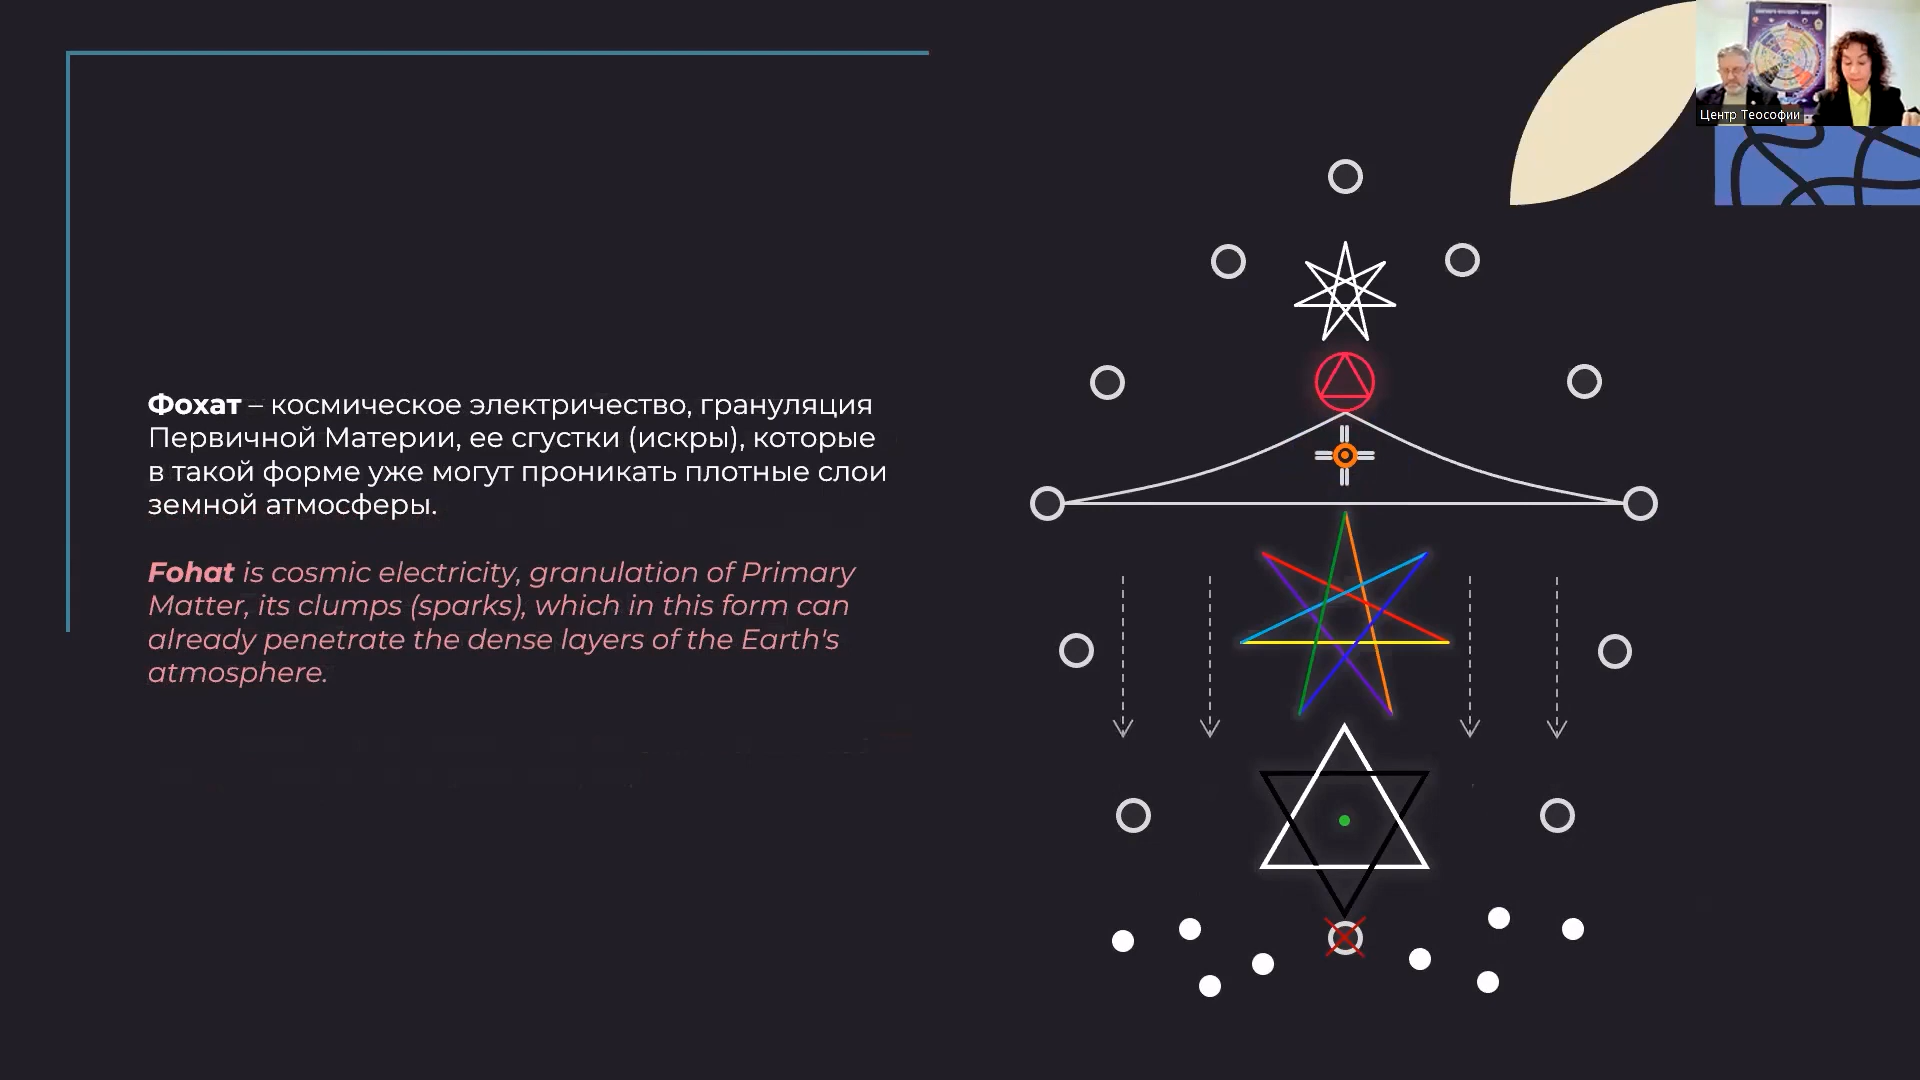 Центр Теософии
Фохат – космическое электричество, грануляция
Первичной Материи, ее сгустки (искры), которые
в такой форме уже могут проникать плотные слои
земной атмосферы.
Fohat is cosmic electricity, granulation of Primary
Matter, its clumps (sparks), which in this form can
already penetrate the dense layers of the Earth's
atmosphere.